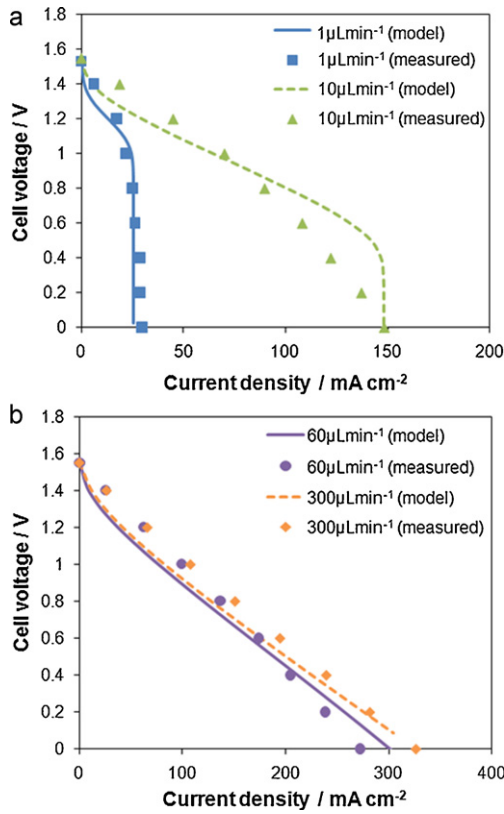 a
1.8
1.6
1.4
1.2
1
0.8
0.6
0.4
0.2
0
Cell voltage / V
1µLmin⁻¹ (model)
1µLmin⁻¹ (measured)
10µLmin⁻¹ (model)
10µLmin⁻¹ (measured)
0 50 100 150 200
Current density / mA cm⁻²
b
1.8
1.6
1.4
1.2
1
0.8
0.6
0.4
0.2
0
Cell voltage / V
60µLmin⁻¹ (model)
60µLmin⁻¹ (measured)
300µLmin⁻¹ (model)
300µLmin⁻¹ (measured)
0 100 200 300 400
Current density / mA cm⁻²